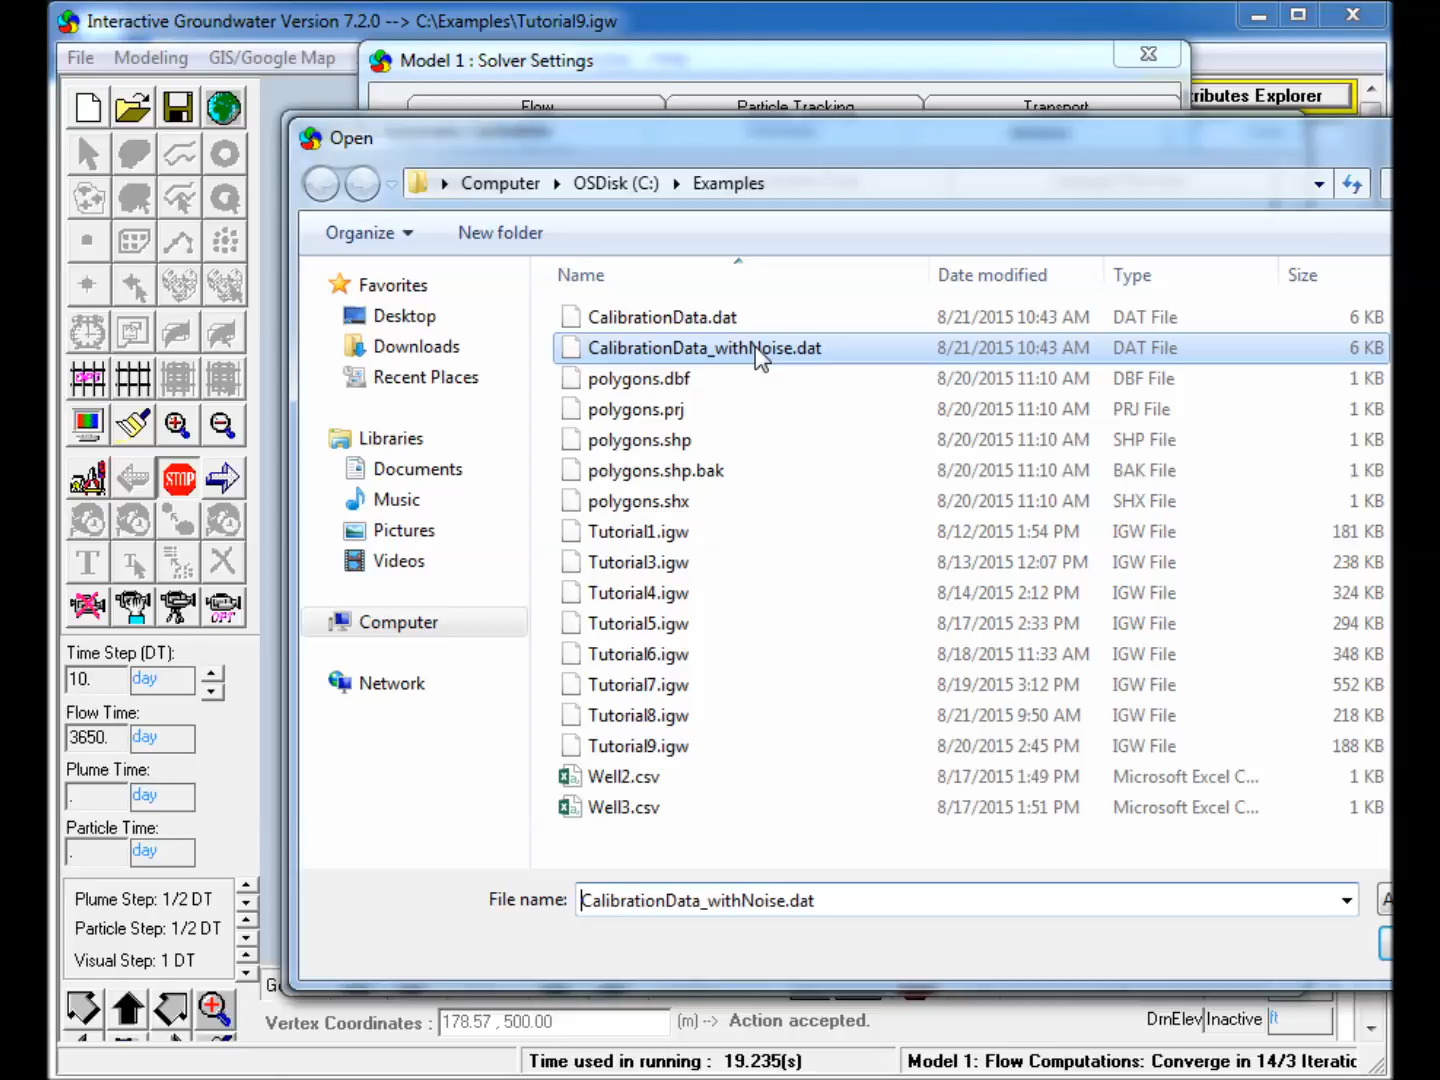 Interactive Groundwater Version 7.2.0 --> C:\Examples\Tutorial9.igw
File Modeling GIS/Google Map
Model 1 : Solver Settings
Flow Particle Tracking Transport
ributes Explorer
Open
Computer OSDisk (C:) Examples
Organize New folder
Name Date modified Type Size
Favorites
Desktop
Downloads
Recent Places
Libraries
Documents
Music
Pictures
Videos
Computer
Network
CalibrationData.dat 8/21/2015 10:43 AM DAT File 6 KB
CalibrationData_withNoise.dat 8/21/2015 10:43 AM DAT File 6 KB
polygons.dbf 8/20/2015 11:10 AM DBF File 1 KB
polygons.prj 8/20/2015 11:10 AM PRJ File 1 KB
polygons.shp 8/20/2015 11:10 AM SHP File 1 KB
polygons.shp.bak 8/20/2015 11:10 AM BAK File 1 KB
polygons.shx 8/20/2015 11:10 AM SHX File 1 KB
Tutorial1.igw 8/12/2015 1:54 PM IGW File 181 KB
Tutorial3.igw 8/13/2015 12:07 PM IGW File 238 KB
Tutorial4.igw 8/14/2015 2:12 PM IGW File 324 KB
Tutorial5.igw 8/17/2015 2:33 PM IGW File 294 KB
Tutorial6.igw 8/18/2015 11:33 AM IGW File 348 KB
Tutorial7.igw 8/19/2015 3:12 PM IGW File 552 KB
Tutorial8.igw 8/21/2015 9:50 AM IGW File 218 KB
Tutorial9.igw 8/20/2015 2:45 PM IGW File 188 KB
Well2.csv 8/17/2015 1:49 PM Microsoft Excel C... 1 KB
Well3.csv 8/17/2015 1:51 PM Microsoft Excel C... 1 KB
File name: CalibrationData_withNoise.dat
OPT
STOP
T T
OPT
Time Step (DT):
10. day
Flow Time:
3650. day
Plume Time:
. day
Particle Time:
. day
Plume Step: 1/2 DT
Particle Step: 1/2 DT
Visual Step: 1 DT
Vertex Coordinates : 178.57 , 500.00 (m) --> Action accepted. DrnElev Inactive ft
Time used in running : 19.235(s) Model 1: Flow Computations: Converge in 14/3 Iteratic